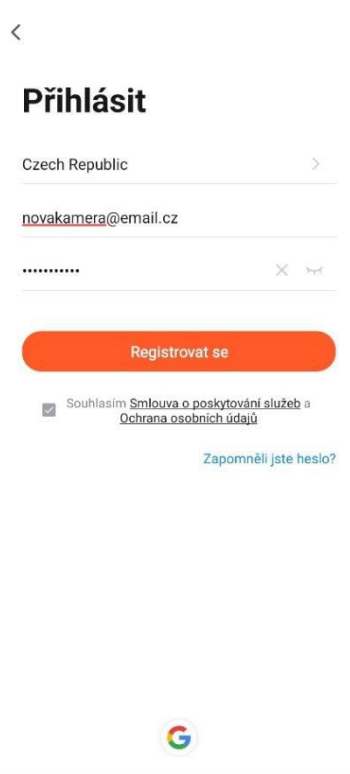 Přihlásit
Czech Republic
novakamera@email.cz
•••••••••••
Registrovat se
Souhlasím Smlouva o poskytování služeb a
Ochrana osobních údajů
Zapomněli jste heslo?
G